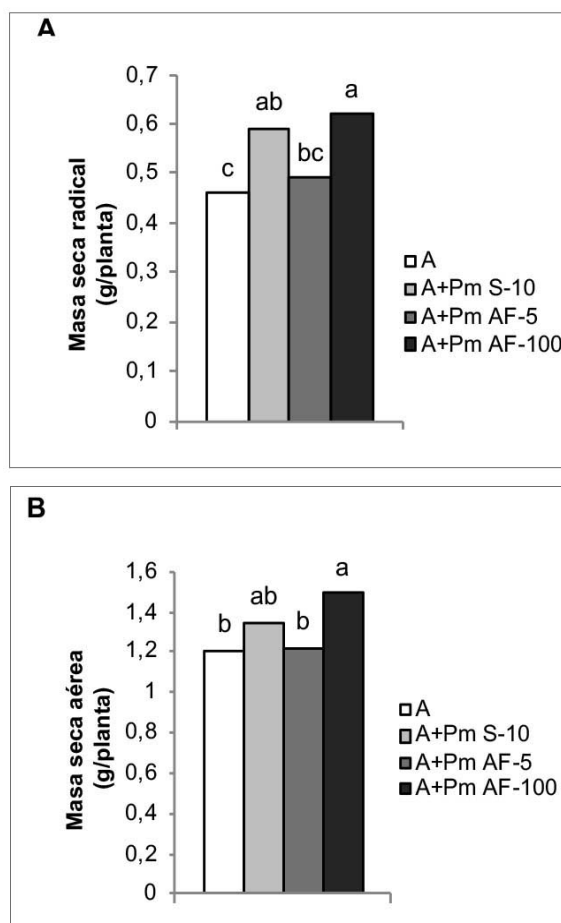 A
Masa seca radical
(g/planta)
0,7
0,6
0,5
0,4
0,3
0,2
0,1
0
c
ab
bc
a
A
A+Pm S-10
A+Pm AF-5
A+Pm AF-100
B
Masa seca aérea
(g/planta)
1,6
1,4
1,2
1
0,8
0,6
0,4
0,2
0
b
ab
b
a
A
A+Pm S-10
A+Pm AF-5
A+Pm AF-100